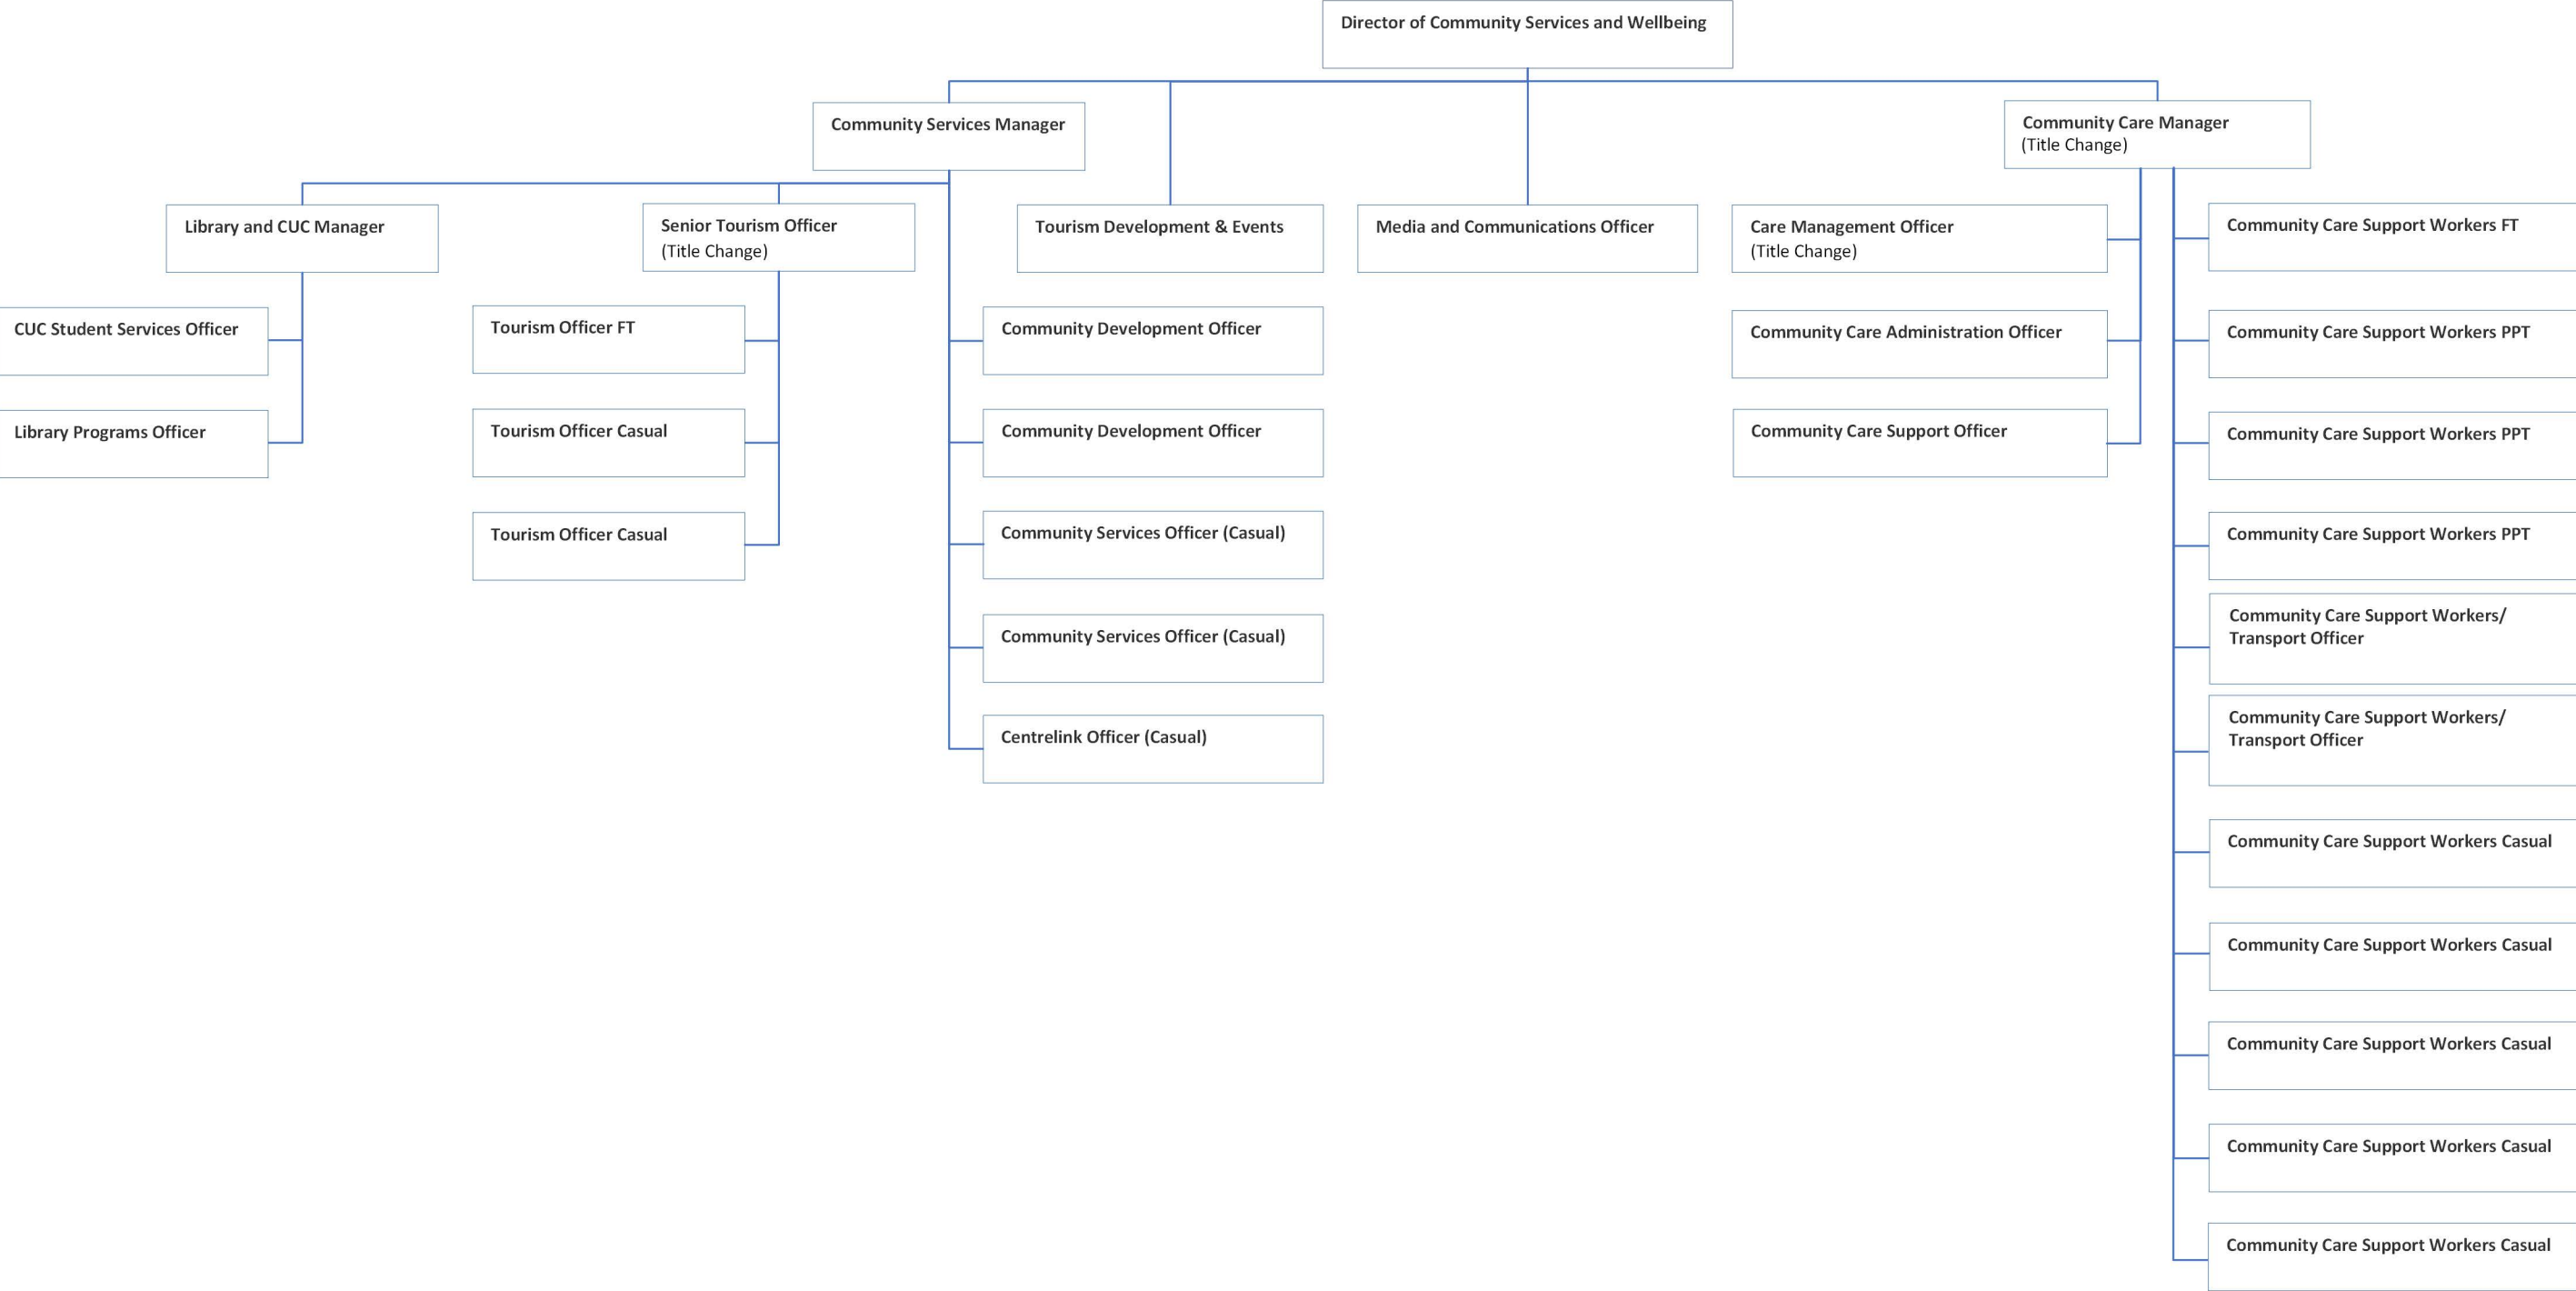 Director of Community Services and Wellbeing
Community Services Manager
Community Care Manager
(Title Change)
Library and CUC Manager
Senior Tourism Officer
(Title Change)
Tourism Development & Events
Media and Communications Officer
Care Management Officer
(Title Change)
Community Care Support Workers FT
CUC Student Services Officer
Tourism Officer FT
Community Development Officer
Community Care Administration Officer
Community Care Support Workers PPT
Library Programs Officer
Tourism Officer Casual
Community Development Officer
Community Care Support Officer
Community Care Support Workers PPT
Tourism Officer Casual
Community Services Officer (Casual)
Community Care Support Workers PPT
Community Services Officer (Casual)
Community Care Support Workers/
Transport Officer
Centrelink Officer (Casual)
Community Care Support Workers/
Transport Officer
Community Care Support Workers Casual
Community Care Support Workers Casual
Community Care Support Workers Casual
Community Care Support Workers Casual
Community Care Support Workers Casual